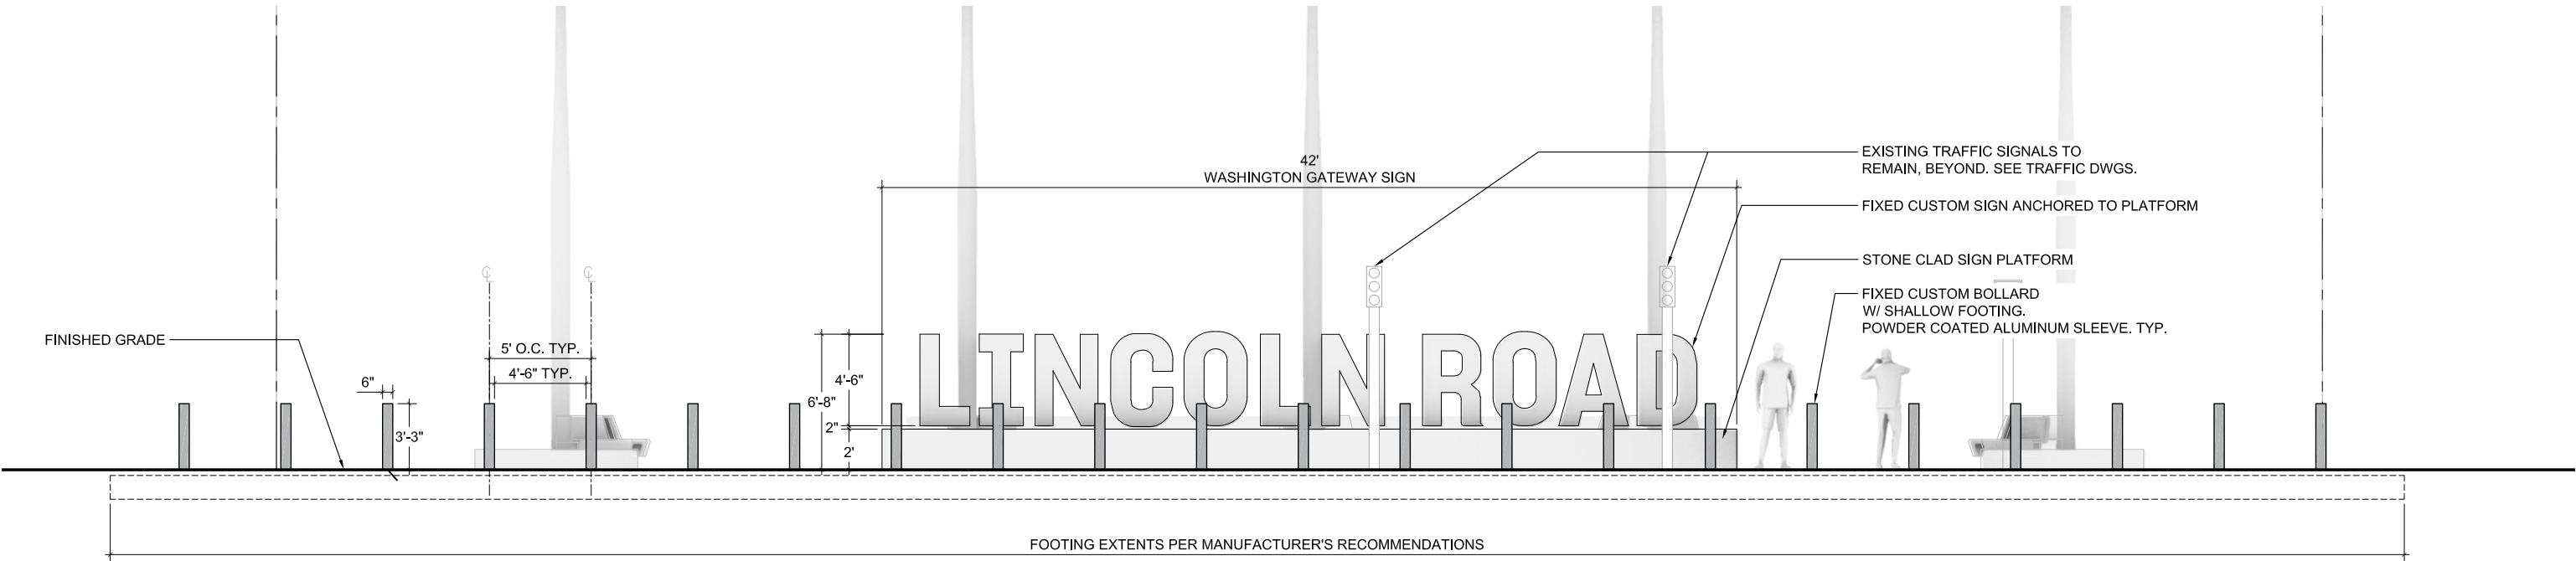 42'
WASHINGTON GATEWAY SIGN
EXISTING TRAFFIC SIGNALS TO
REMAIN, BEYOND. SEE TRAFFIC DWGS.
FIXED CUSTOM SIGN ANCHORED TO PLATFORM
STONE CLAD SIGN PLATFORM
FIXED CUSTOM BOLLARD
W/ SHALLOW FOOTING.
POWDER COATED ALUMINUM SLEEVE. TYP.
FINISHED GRADE
5' O.C. TYP.
4'-6" TYP.
6"
3'-3"
4'-6"
6'-8"
2"
2'
LINCOLN ROAD
FOOTING EXTENTS PER MANUFACTURER'S RECOMMENDATIONS